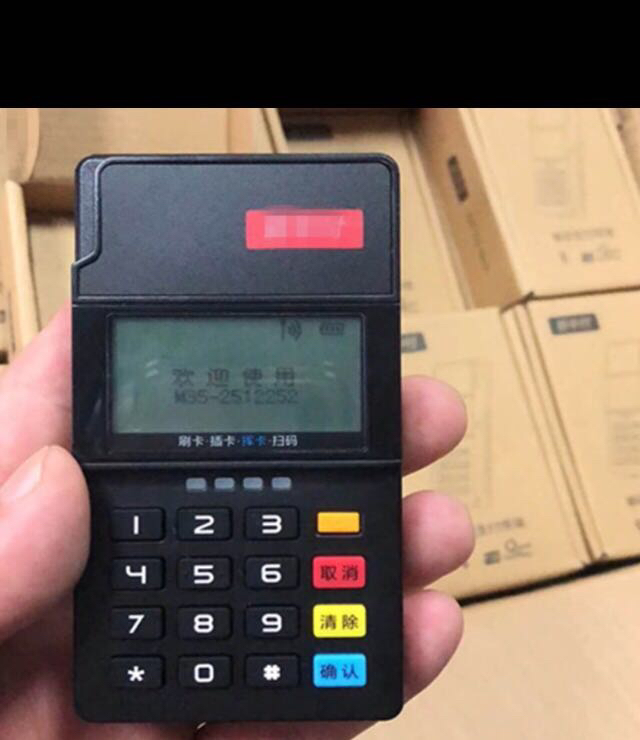 欢迎使用
M35-2512252
刷卡·插卡·挥卡·扫码
1 2 3
4 5 6 取消
7 8 9 清除
* 0 # 确认